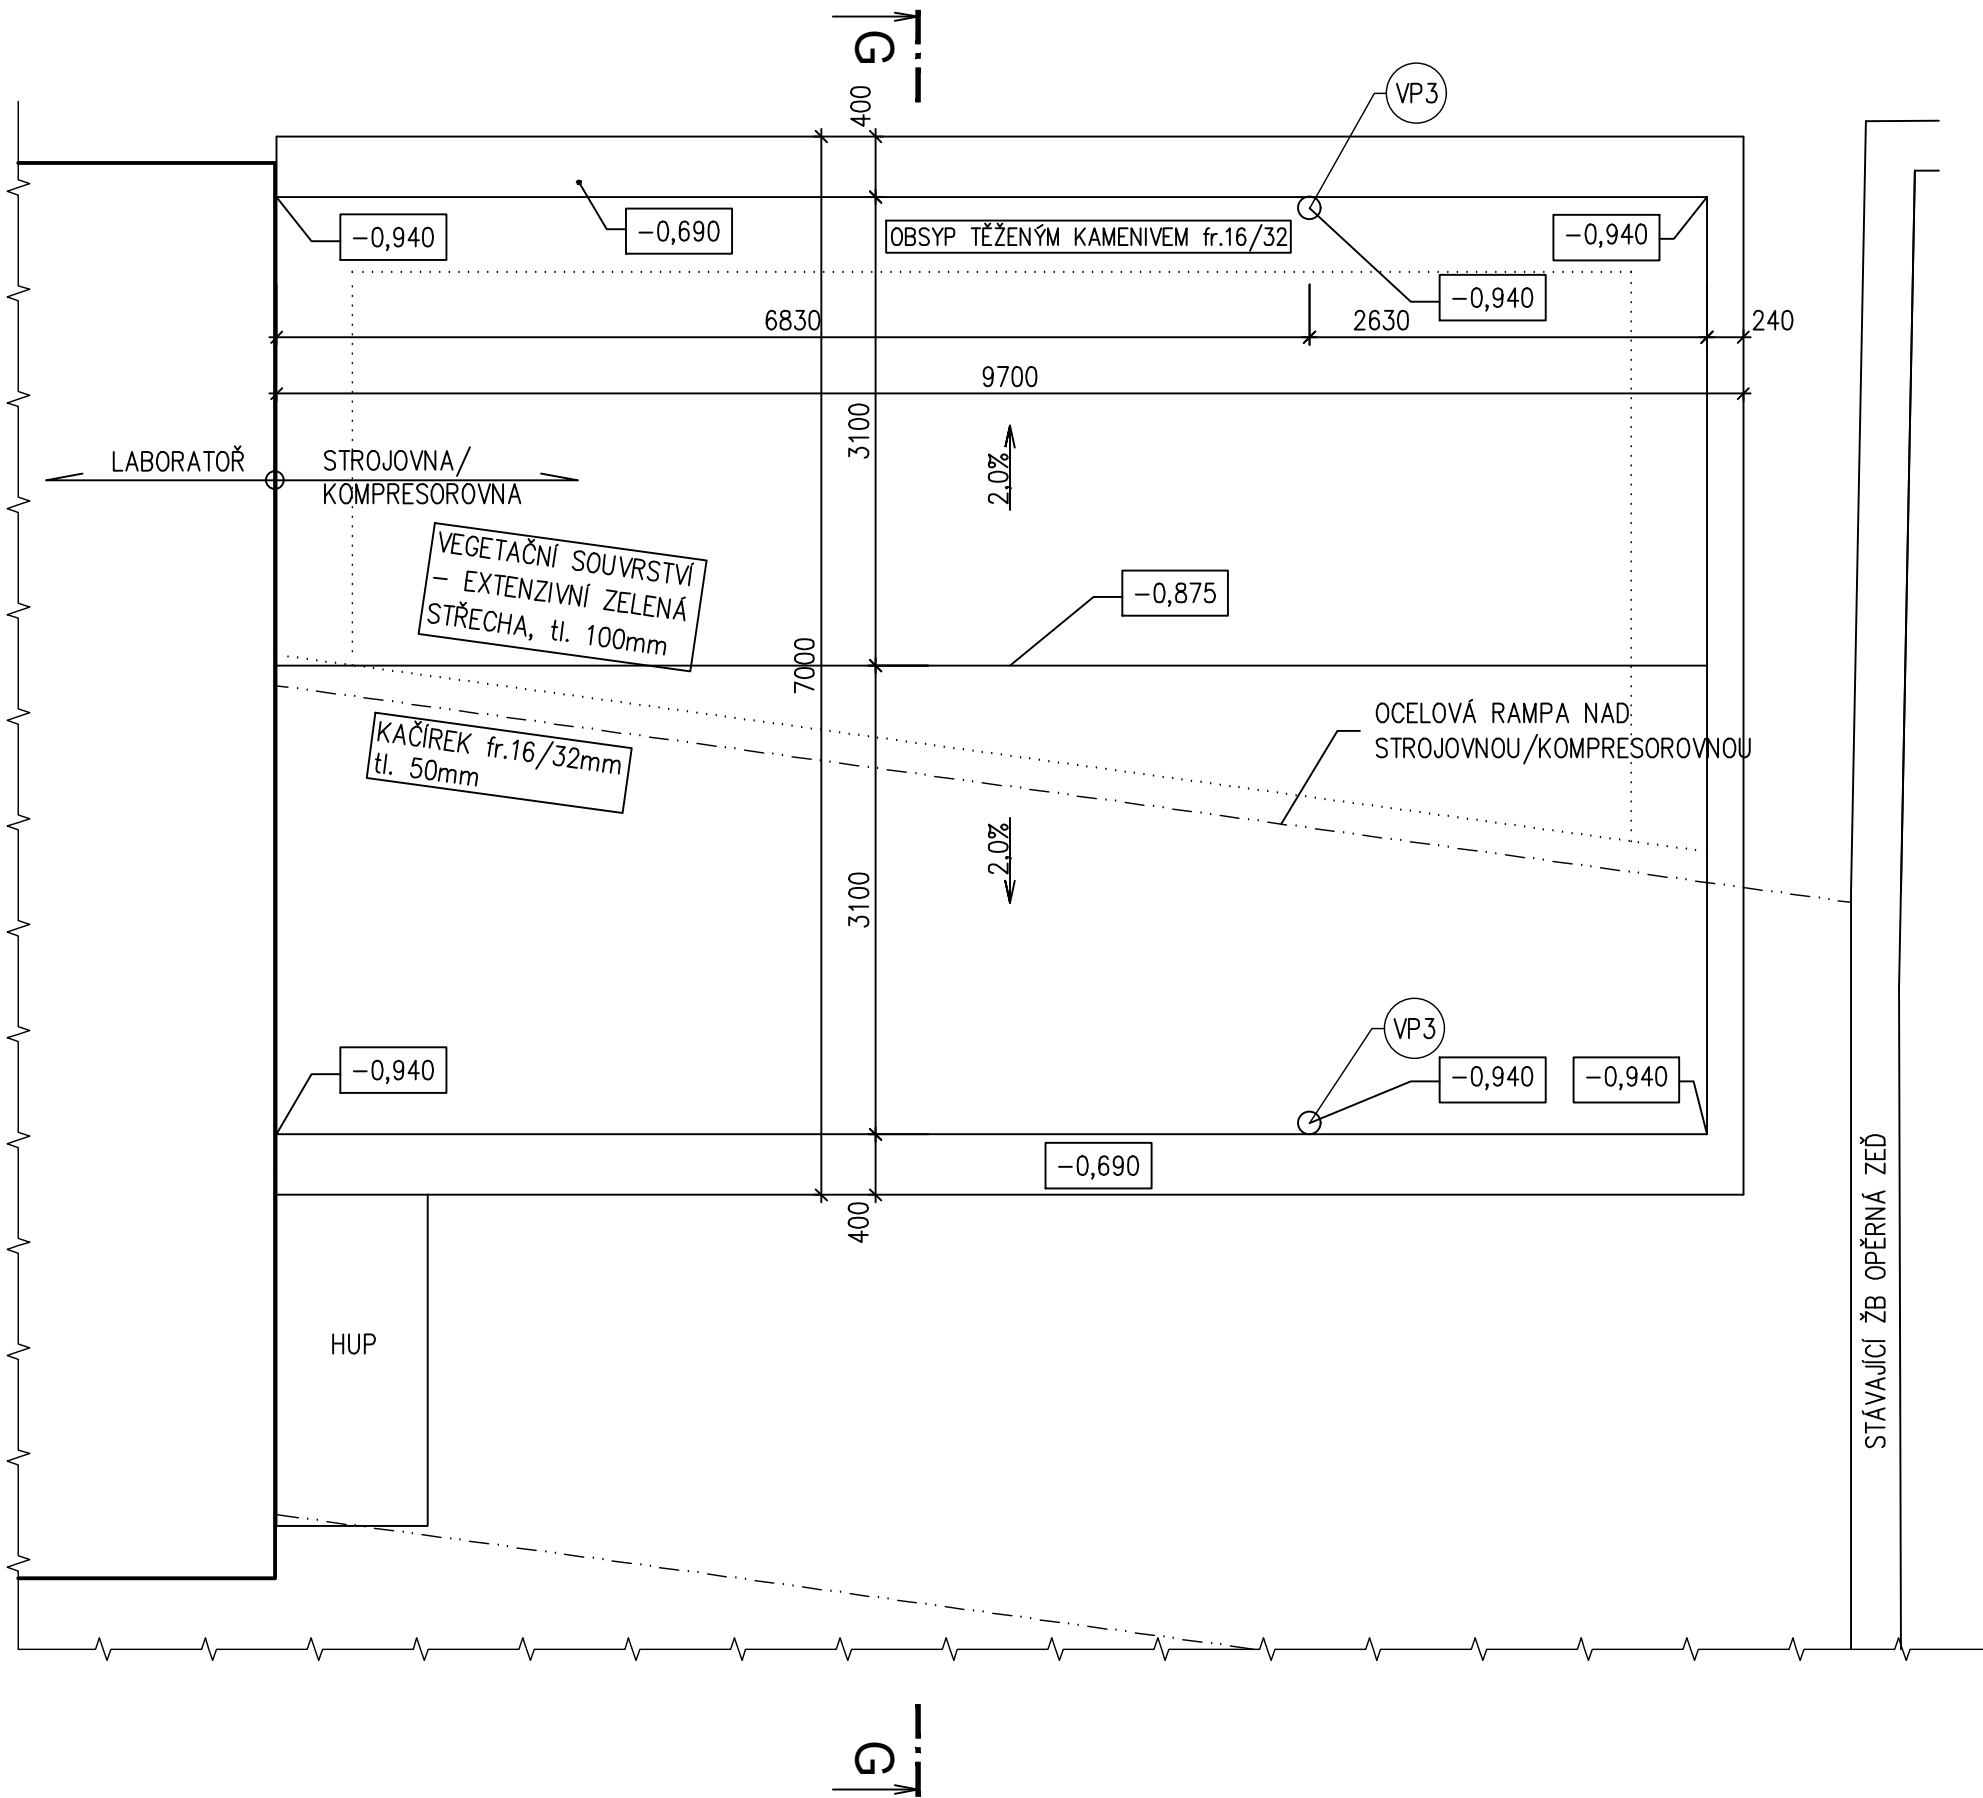 G
400
VP3
-0,940
-0,690
OBSYP TĚŽENÝM KAMENIVEM fr.16/32
-0,940
-0,940
6830
2630
240
9700
3100
LABORATOŘ
STROJOVNA/
KOMPRESOROVNA
2,0%
VEGETAČNÍ SOUVRSTVÍ
- EXTENZIVNÍ ZELENÁ
STŘECHA, tl. 100mm
-0,875
7000
KAČÍREK fr.16/32mm
tl. 50mm
OCELOVÁ RAMPA NAD
STROJOVNOU/KOMPRESOROVNOU
2,0%
3100
VP3
-0,940
-0,940
-0,940
-0,690
400
STÁVAJÍCÍ ŽB OPĚRNÁ ZEĎ
HUP
G